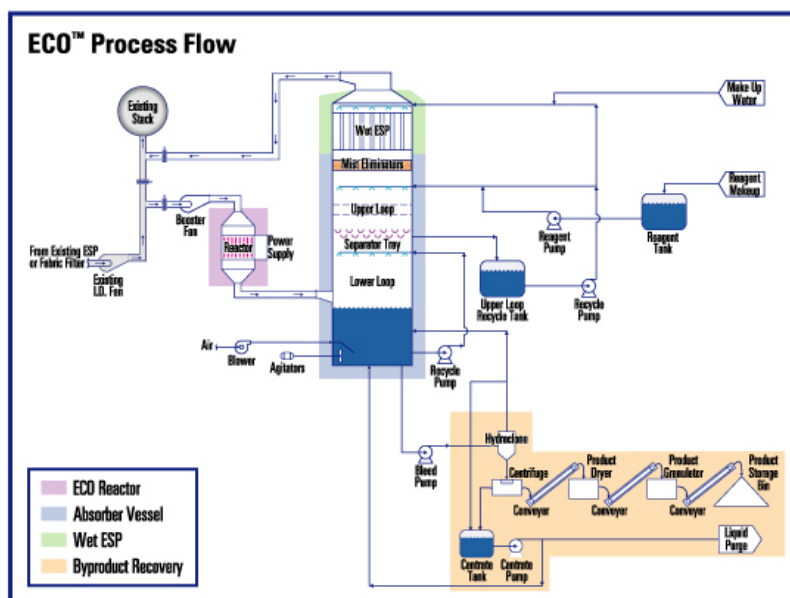 ECO™ Process Flow
Existing
Stack
Make Up
Water
Wet ESP
Mist Eliminators
Reagent
Makeup
Booster
Fan
Upper Loop
Reactor
Power
Supply
Separator Tray
Reagent
Pump
Reagent
Tank
From Existing ESP
or Fabric Filter
Existing
I.D. Fan
Lower Loop
Upper Loop
Recycle Tank
Recycle
Pump
Air
Blower
Agitators
Recycle
Pump
Hydroclone
Bleed
Pump
Centrifuge
Product
Dryer
Product
Granulator
Product
Storage
Bin
Conveyer
Conveyer
Conveyer
Centrate
Tank
Centrate
Pump
Liquid
Purge
ECO Reactor
Absorber Vessel
Wet ESP
Byproduct Recovery